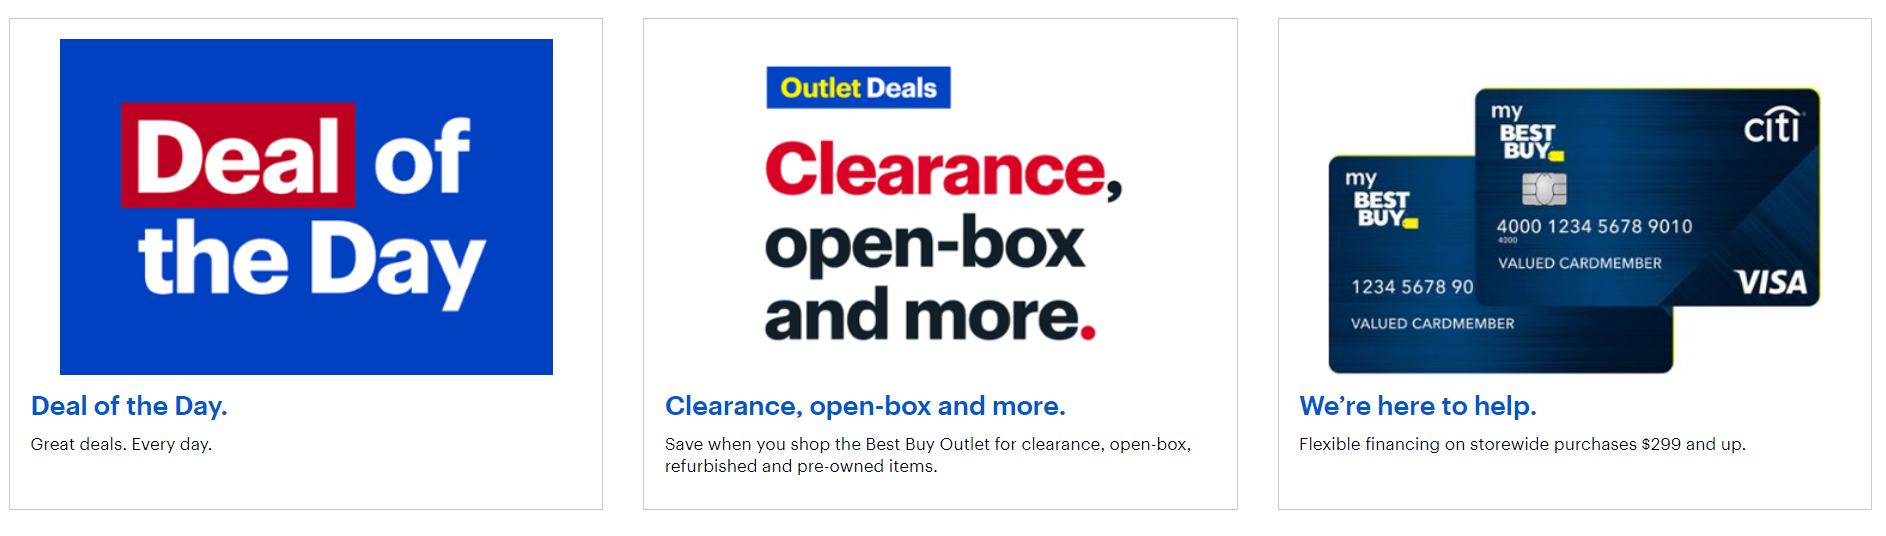 Deal of
the Day
Deal of the Day.
Great deals. Every day.
Outlet Deals
Clearance,
open-box
and more.
Clearance, open-box and more.
Save when you shop the Best Buy Outlet for clearance, open-box,
refurbished and pre-owned items.
my
BEST
BUY
citi
4000 1234 5678 9010
4000
VALUED CARDMEMBER
VISA
my
BEST
BUY
1234 5678 90
VALUED CARDMEMBER
We’re here to help.
Flexible financing on storewide purchases $299 and up.